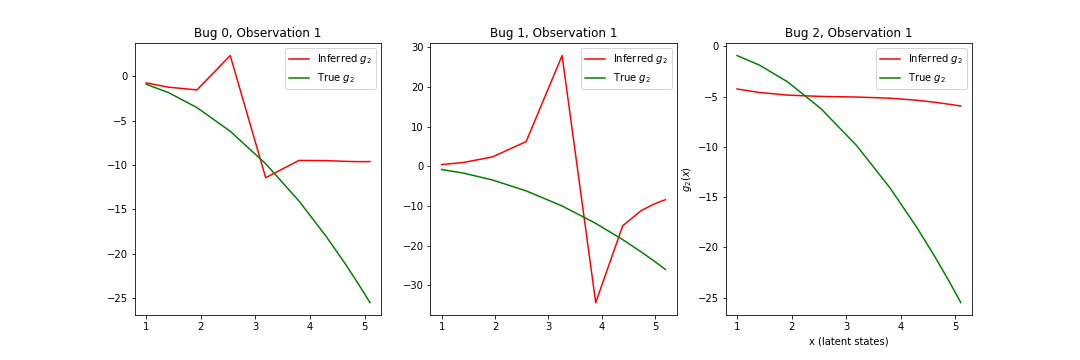 Bug 0, Observation 1
Inferred g₂
True g₂
0
−5
−10
−15
−20
−25
1 2 3 4 5
Bug 1, Observation 1
Inferred g₂
True g₂
30
20
10
0
−10
−20
−30
1 2 3 4 5
Bug 2, Observation 1
Inferred g₂
True g₂
g₂(x)
0
−5
−10
−15
−20
−25
1 2 3 4 5
x (latent states)